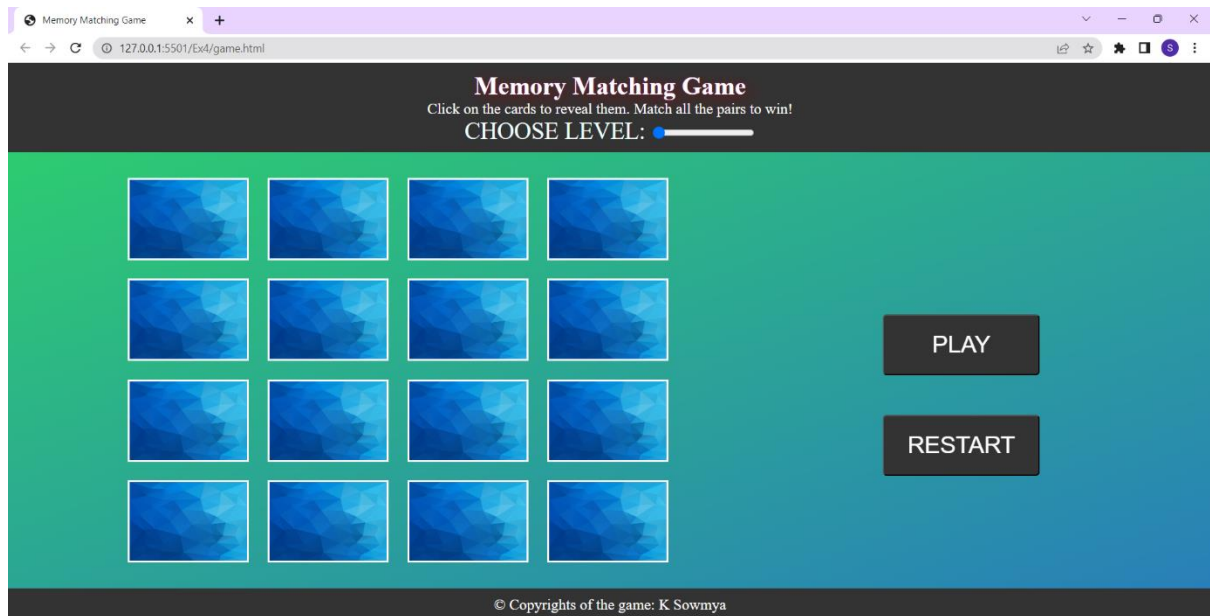 Memory Matching Game
127.0.0.1:5501/Ex4/game.html
S
Memory Matching Game
Click on the cards to reveal them. Match all the pairs to win!
CHOOSE LEVEL:
PLAY
RESTART
© Copyrights of the game: K Sowmya